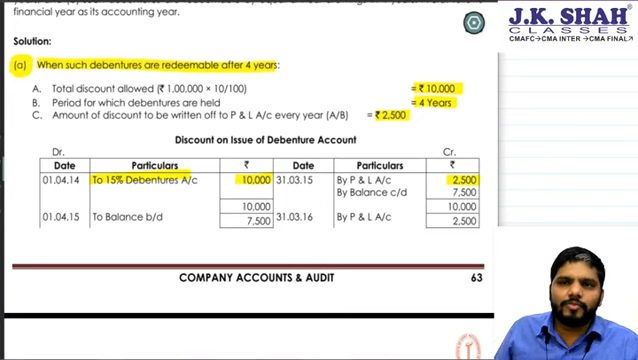 financial year as its accounting year.
J.K. SHAH
CLASSES
CMAFC→CMA INTER →CMA FINAL
Solution:
(a) When such debentures are redeemable after 4 years:
A. Total discount allowed (₹ 1,00,000 × 10/100) = ₹ 10,000
B. Period for which debentures are held = 4 Years
C. Amount of discount to be written off to P & L A/c every year (A/B) = ₹ 2,500
Discount on Issue of Debenture Account
Dr. Cr.
Date Particulars ₹ Date Particulars ₹
01.04.14 To 15% Debentures A/c 10,000 31.03.15 By P & L A/c 2,500
By Balance c/d 7,500
10,000 10,000
01.04.15 To Balance b/d 7,500 31.03.16 By P & L A/c 2,500
COMPANY ACCOUNTS & AUDIT 63